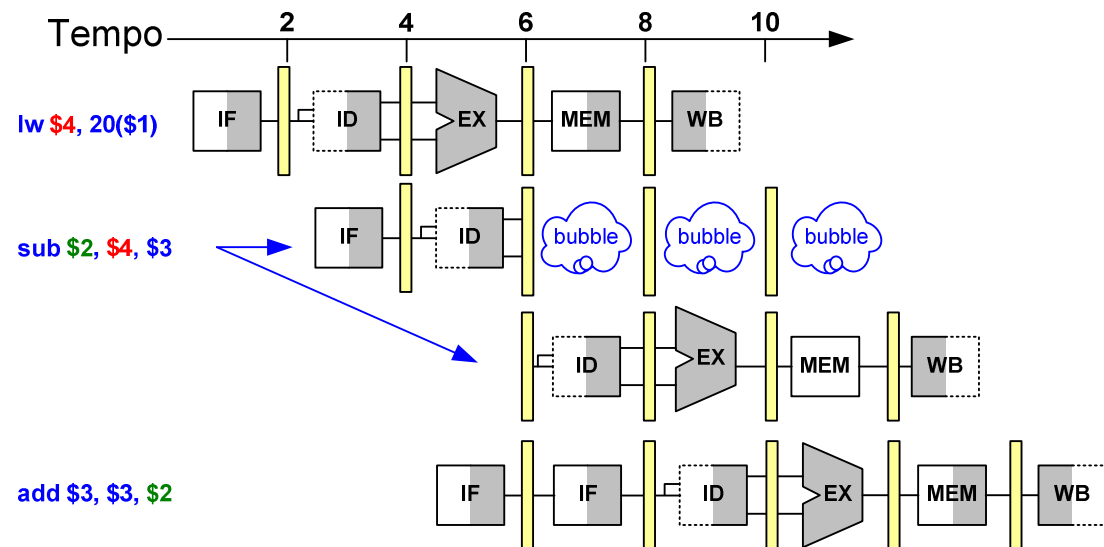 2 4 6 8 10
Tempo
lw $4, 20($1) IF ID EX MEM WB
sub $2, $4, $3 IF ID bubble bubble bubble
ID EX MEM WB
add $3, $3, $2 IF IF ID EX MEM WB